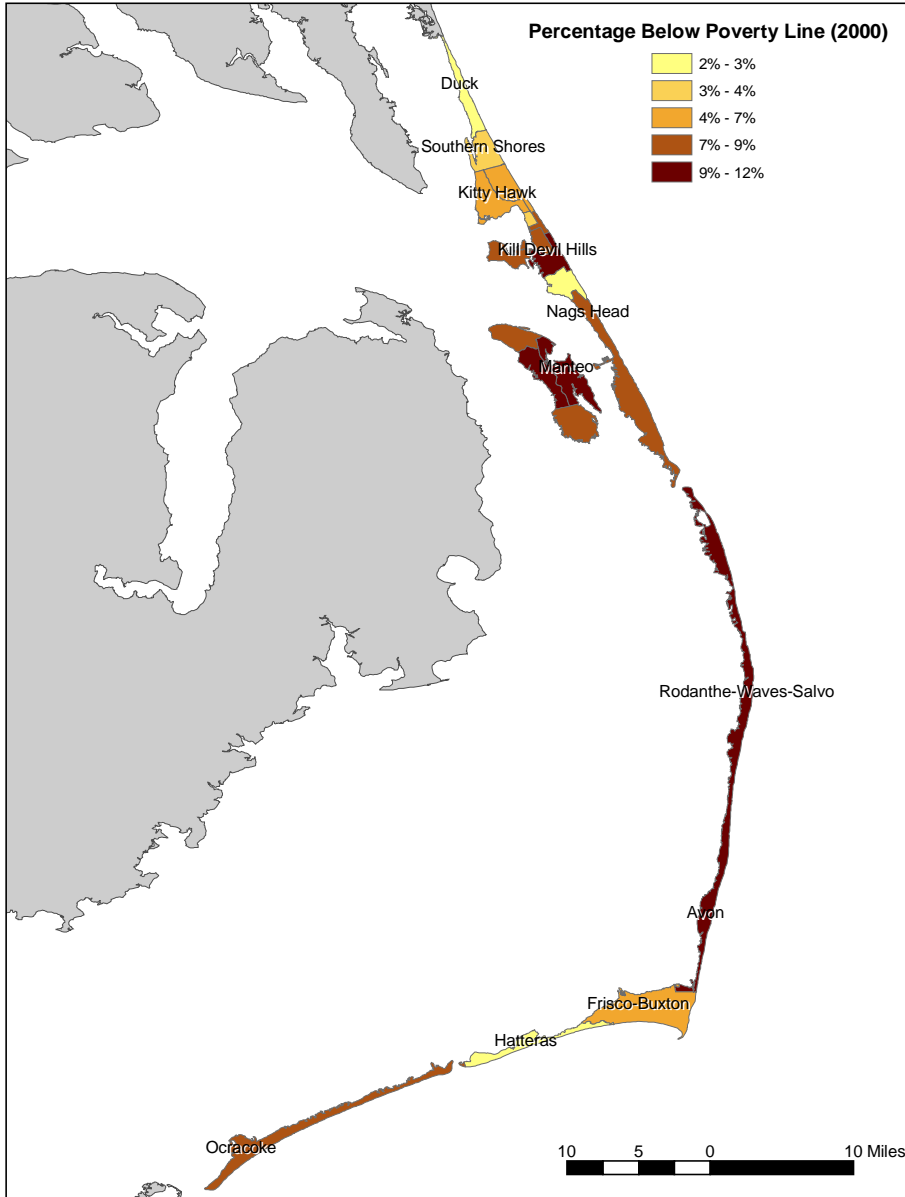 Percentage Below Poverty Line (2000)
2% - 3%
3% - 4%
4% - 7%
7% - 9%
9% - 12%
Duck
Southern Shores
Kitty Hawk
Kill Devil Hills
Nags Head
Manteo
Rodanthe-Waves-Salvo
Avon
Frisco-Buxton
Hatteras
Ocracoke
10 5 0 10 Miles